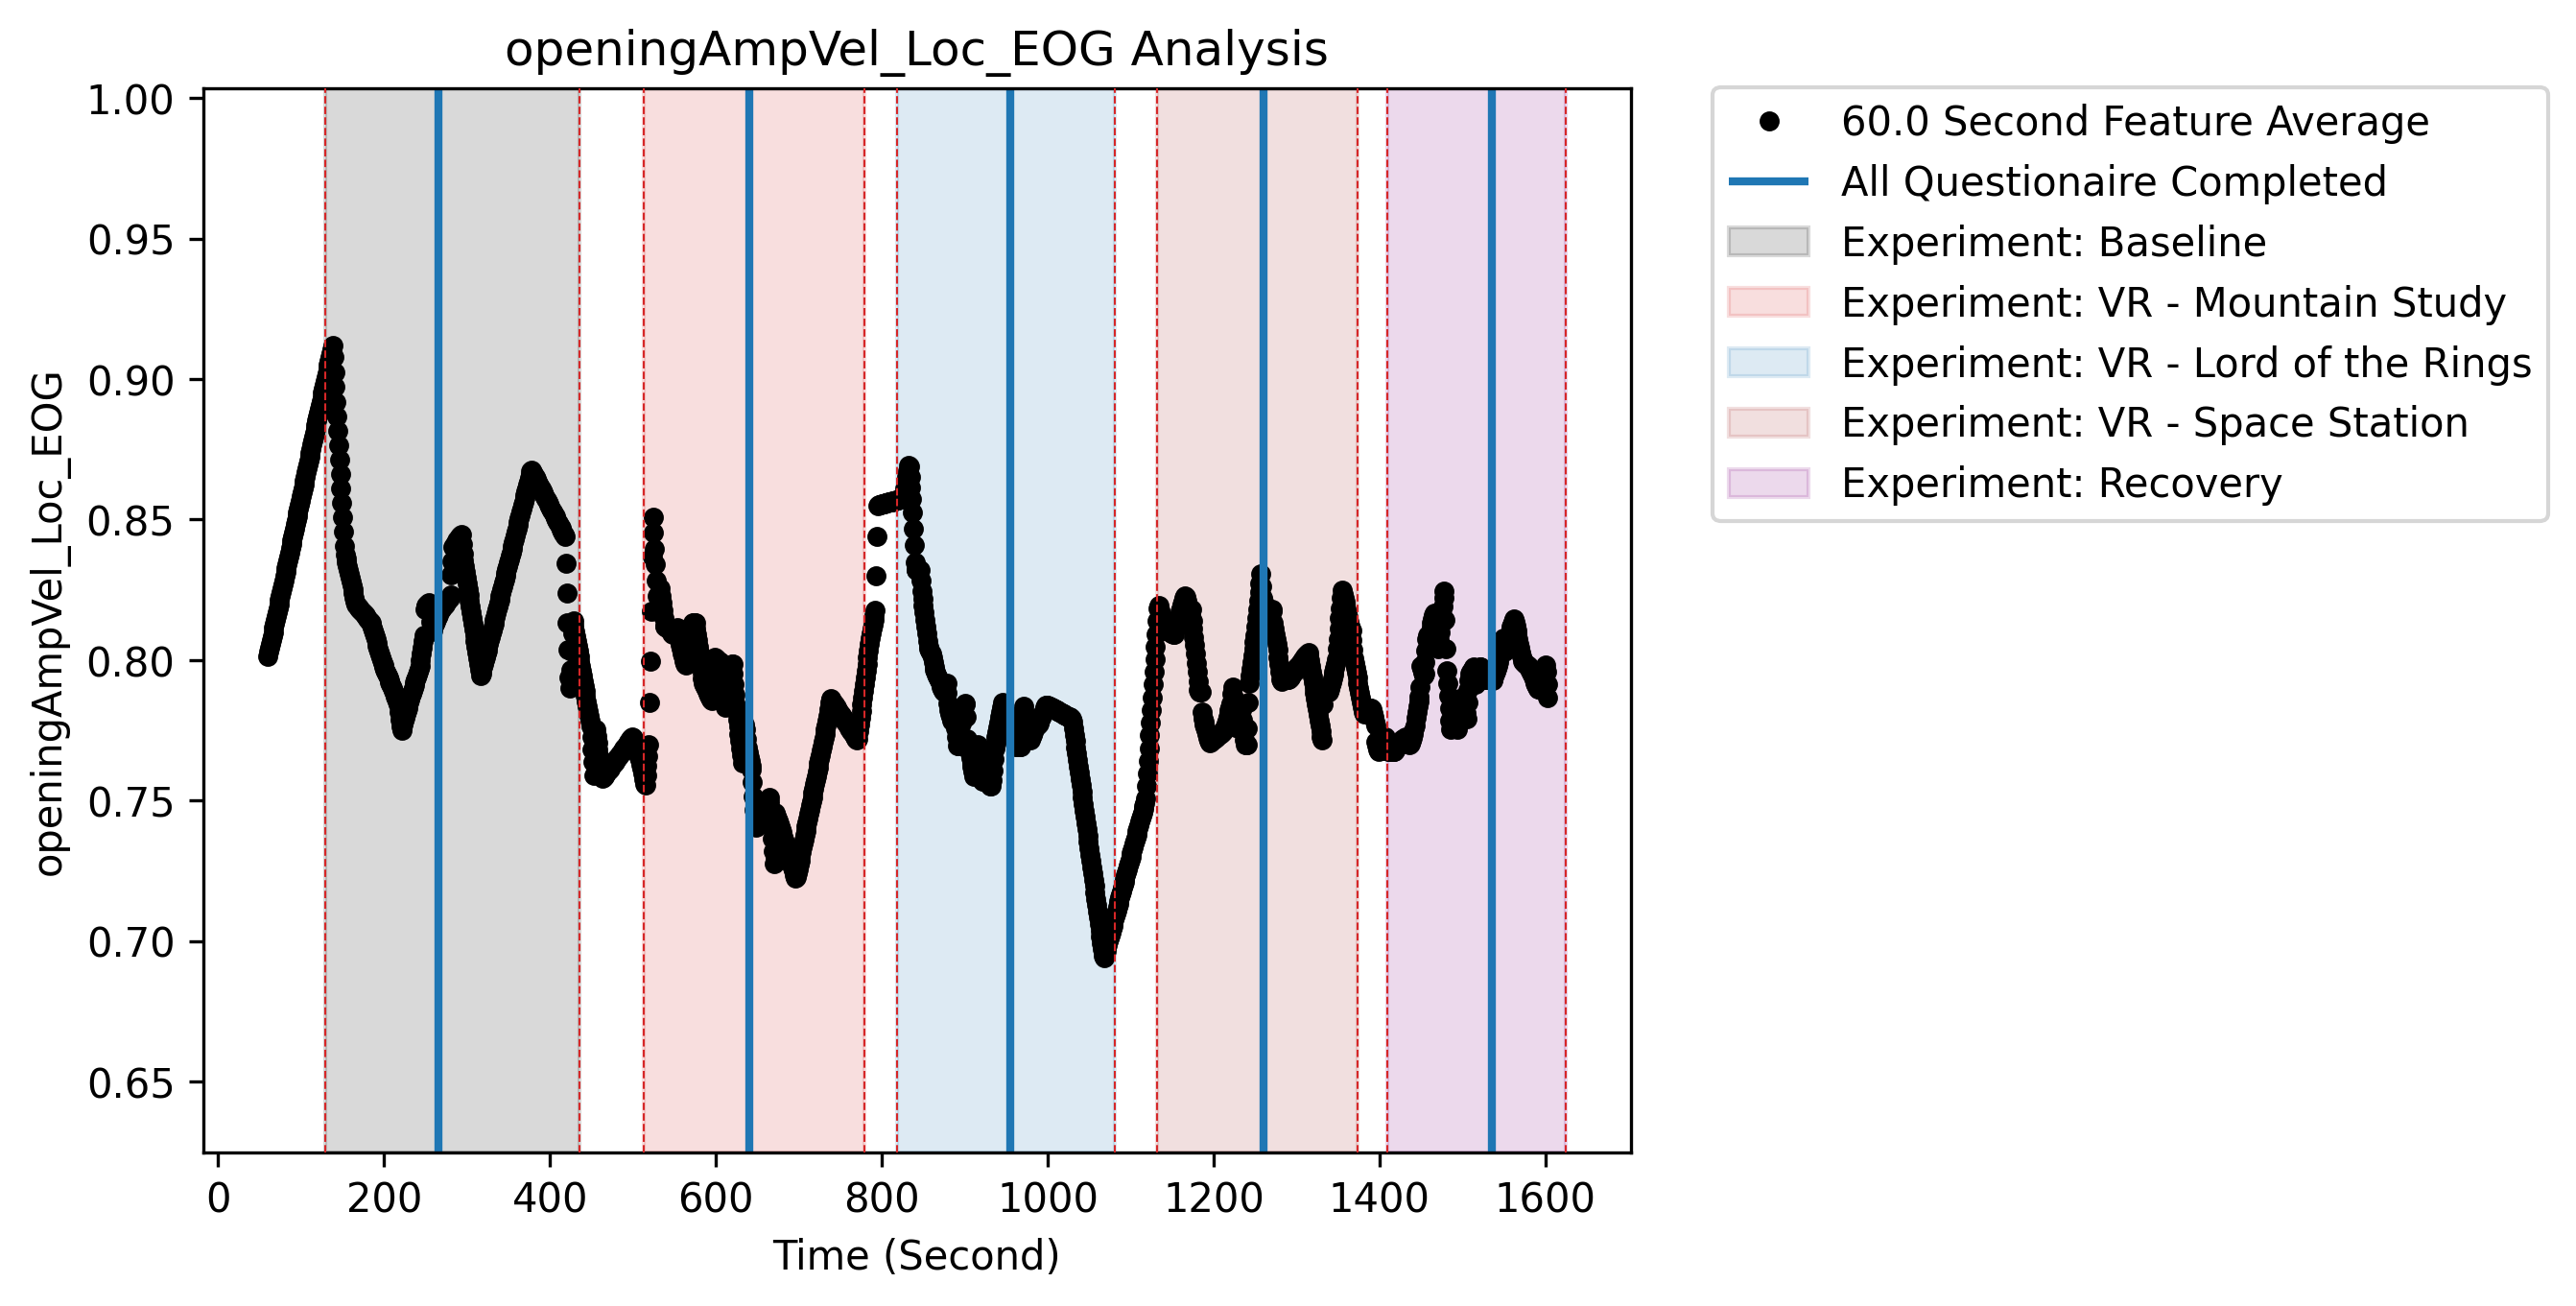 openingAmpVel_Loc_EOG Analysis
openingAmpVel_Loc_EOG
1.00
0.95
0.90
0.85
0.80
0.75
0.70
0.65
0
200
400
600
800
1000
1200
1400
1600
Time (Second)
60.0 Second Feature Average
All Questionaire Completed
Experiment: Baseline
Experiment: VR - Mountain Study
Experiment: VR - Lord of the Rings
Experiment: VR - Space Station
Experiment: Recovery